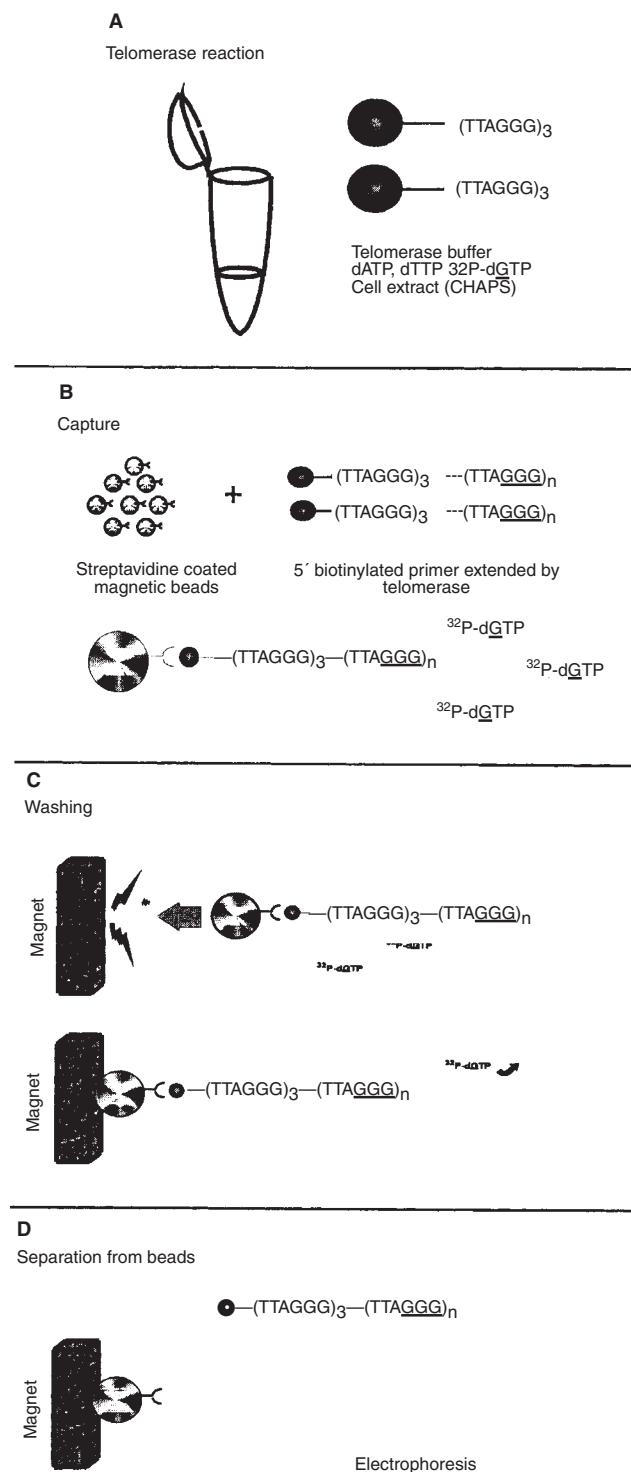 A
Telomerase reaction
(TTAGGG)3
(TTAGGG)3
Telomerase buffer
dATP, dTTP 32P-dGTP
Cell extract (CHAPS)
B
Capture
+
(TTAGGG)3 ---(TTAGGG)n
(TTAGGG)3 ---(TTAGGG)n
Streptavidine coated
magnetic beads
5´ biotinylated primer extended by
telomerase
32P-dGTP
(TTAGGG)3—(TTAGGG)n
32P-dGTP
32P-dGTP
C
Washing
Magnet
*
(TTAGGG)3—(TTAGGG)n
32P-dGTP
32P-dGTP
Magnet
(TTAGGG)3—(TTAGGG)n
32P-dGTP
D
Separation from beads
(TTAGGG)3—(TTAGGG)n
Magnet
Electrophoresis